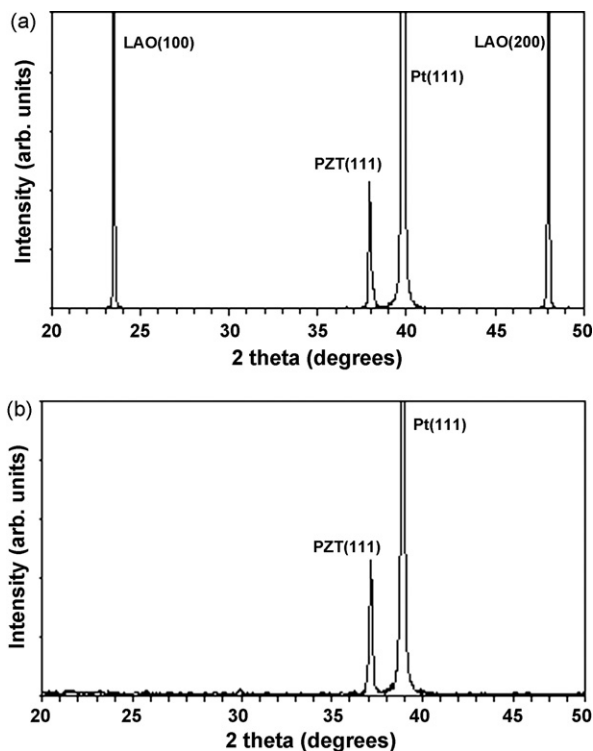 (a)
LAO(100)
LAO(200)
Pt(111)
PZT(111)
Intensity (arb. units)
20 25 30 35 40 45 50
2 theta (degrees)
(b)
Pt(111)
PZT(111)
Intensity (arb. units)
20 25 30 35 40 45 50
2 theta (degrees)